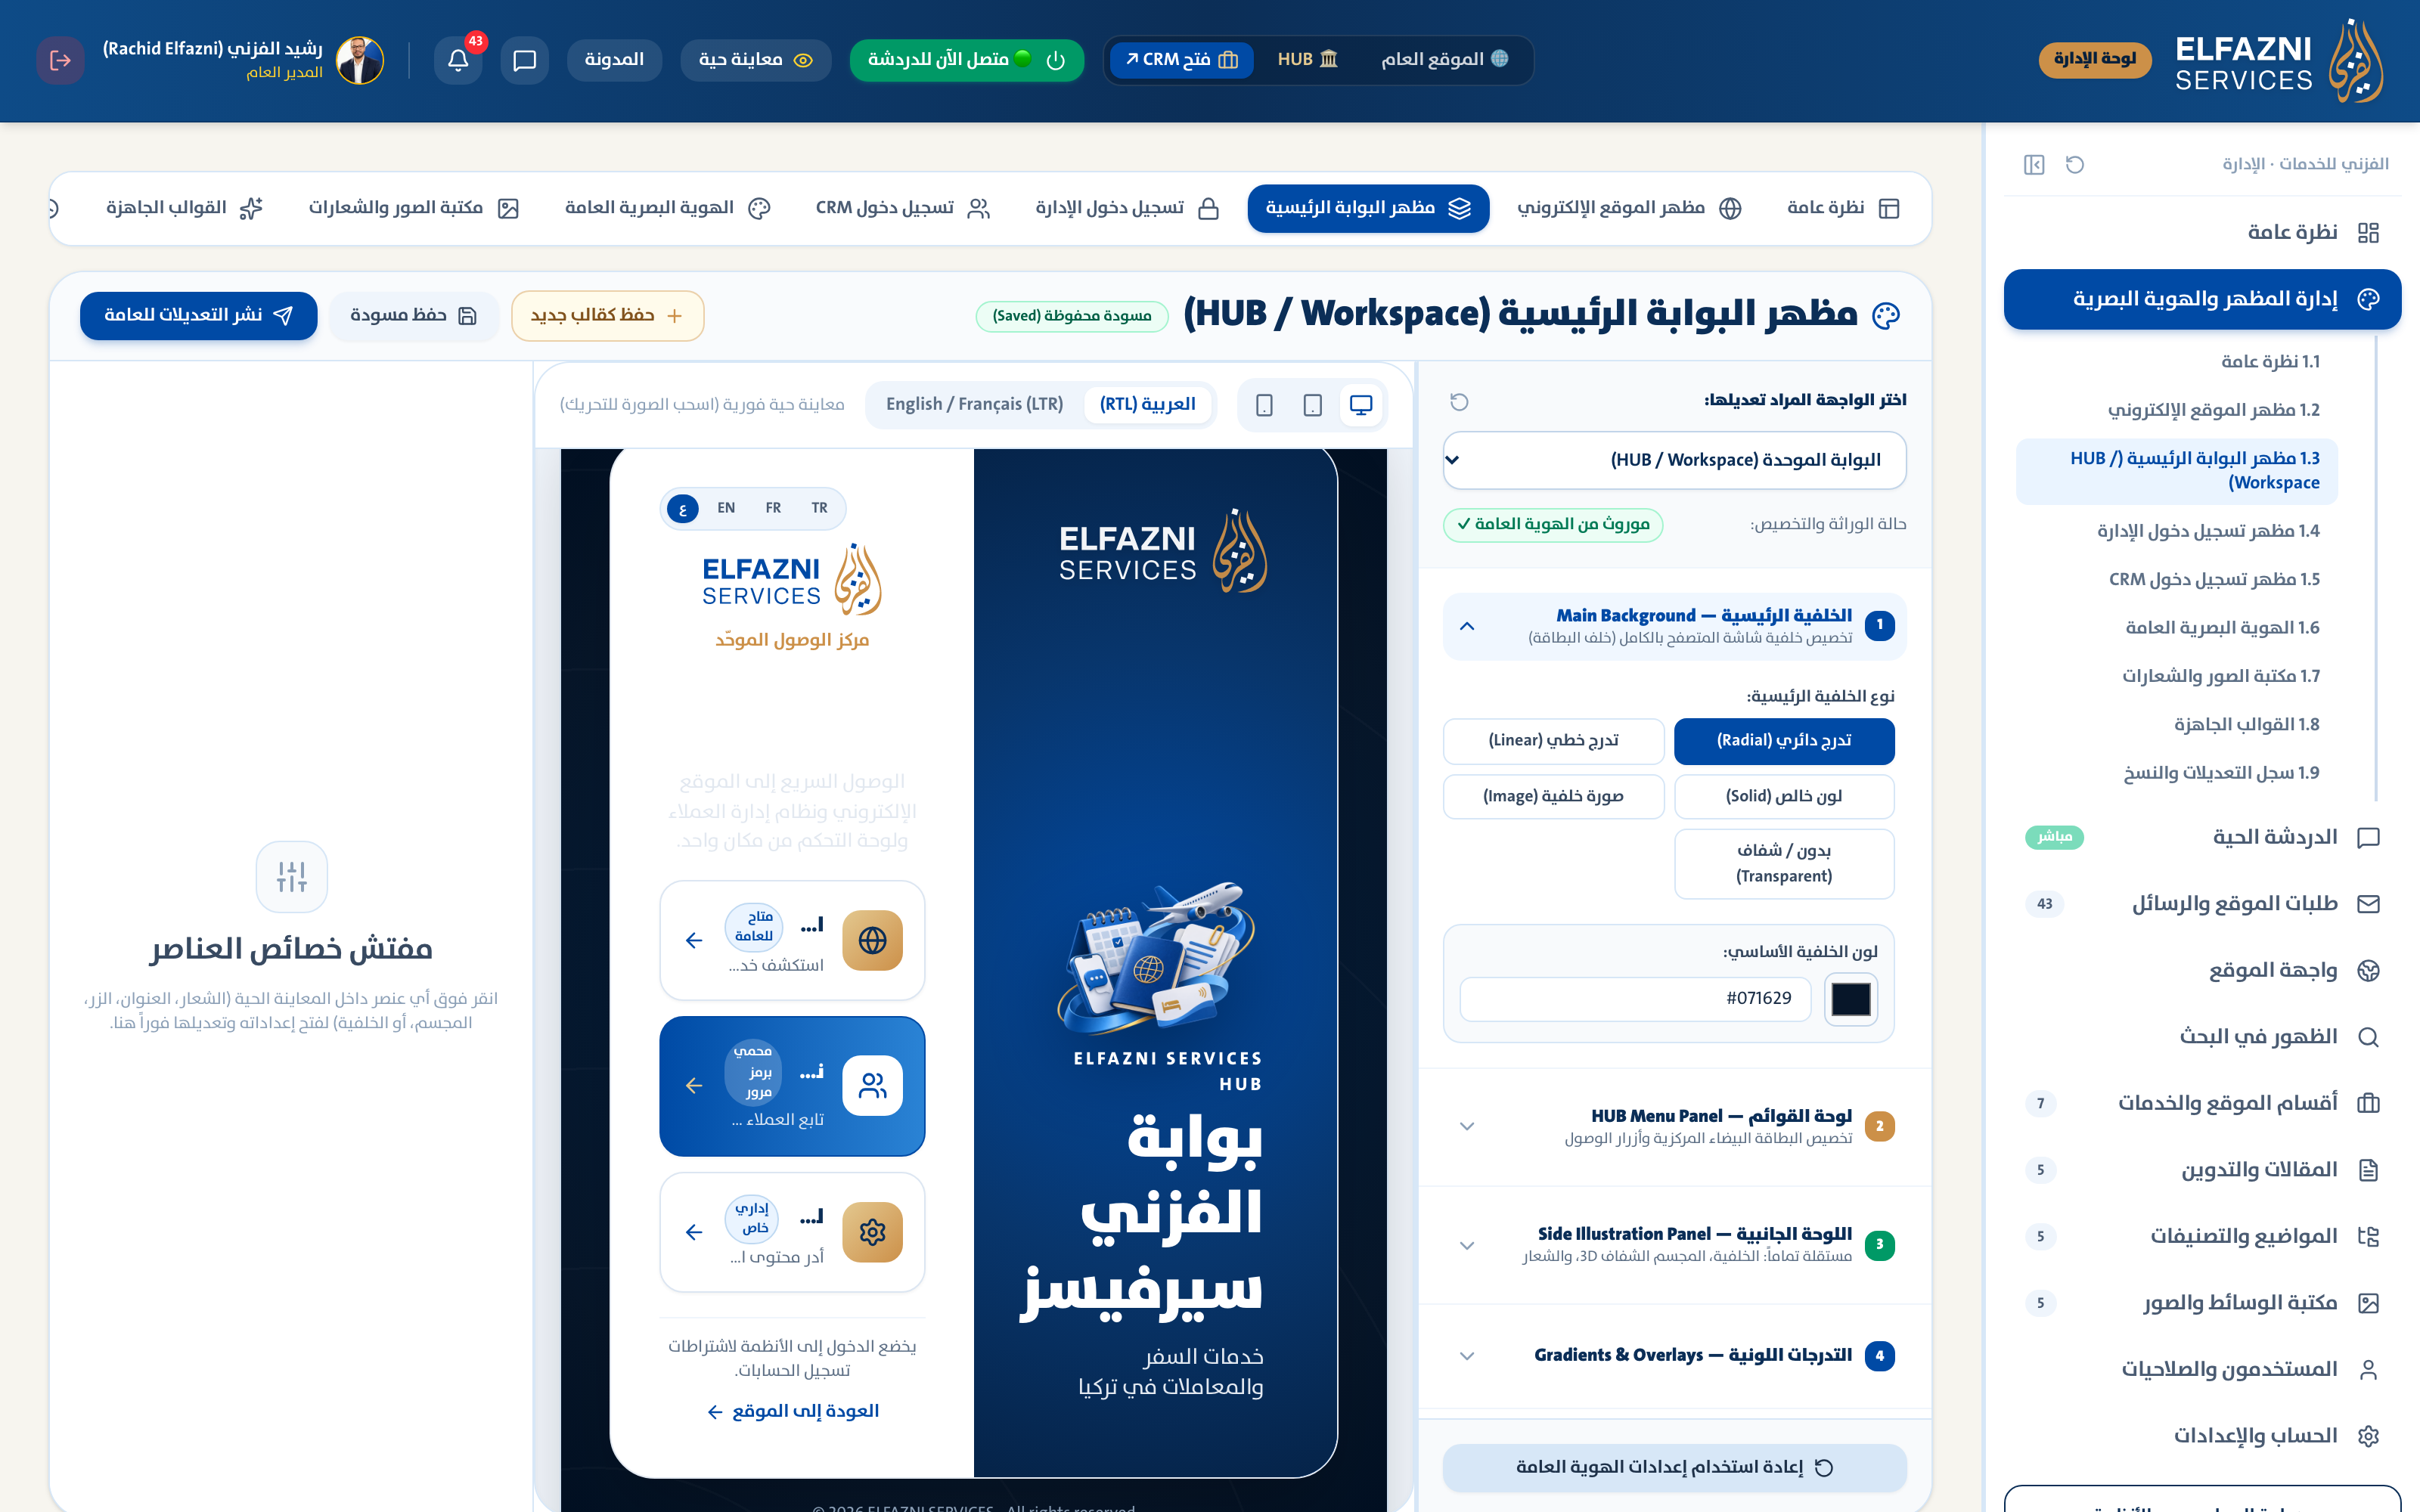 ELFAZNI
SERVICES
لوحة الإدارة
الموقع العام
HUB
فتح CRM
متصل الآن للدردشة
معاينة حية
المدونة
43
رشيد الفزني (Rachid Elfazni)
المدير العام
الفزني للخدمات · الإدارة
نظرة عامة
إدارة المظهر والهوية البصرية
1.1 نظرة عامة
1.2 مظهر الموقع الإلكتروني
1.3 مظهر البوابة الرئيسية (HUB /
Workspace)
1.4 مظهر تسجيل دخول الإدارة
1.5 مظهر تسجيل دخول CRM
1.6 الهوية البصرية العامة
1.7 مكتبة الصور والشعارات
1.8 القوالب الجاهزة
1.9 سجل التعديلات والنسخ
الدردشة الحية
مباشر
طلبات الموقع والرسائل
43
واجهة الموقع
الظهور في البحث
أقسام الموقع والخدمات
7
المقالات والتدوين
5
المواضيع والتصنيفات
5
مكتبة الوسائط والصور
5
المستخدمون والصلاحيات
الحساب والإعدادات
نظرة عامة
مظهر الموقع الإلكتروني
مظهر البوابة الرئيسية
تسجيل دخول الإدارة
تسجيل دخول CRM
الهوية البصرية العامة
مكتبة الصور والشعارات
القوالب الجاهزة
مظهر البوابة الرئيسية (HUB / Workspace)
مسودة محفوظة (Saved)
حفظ كقالب جديد
حفظ مسودة
نشر التعديلات للعامة
اختر الواجهة المراد تعديلها:
البوابة الموحدة (HUB / Workspace)
حالة الوراثة والتخصيص:
موروث من الهوية العامة ✓
1
الخلفية الرئيسية — Main Background
تخصيص خلفية شاشة المتصفح بالكامل (خلف البطاقة)
نوع الخلفية الرئيسية:
تدرج دائري (Radial)
تدرج خطي (Linear)
لون خالص (Solid)
صورة خلفية (Image)
بدون / شفاف
(Transparent)
لون الخلفية الأساسي:
#071629
2
لوحة القوائم — HUB Menu Panel
تخصيص البطاقة البيضاء المركزية وأزرار الوصول
3
اللوحة الجانبية — Side Illustration Panel
مستقلة تماماً: الخلفية، المجسم الشفاف 3D، والشعار
4
التدرجات اللونية — Gradients & Overlays
إعادة استخدام إعدادات الهوية العامة
العربية (RTL)
English / Français (LTR)
معاينة حية فورية (اسحب الصورة للتحريك)
ELFAZNI
SERVICES
ELFAZNI SERVICES
HUB
بوابة
الفزني
سيرفيسز
خدمات السفر
والمعاملات في تركيا
ع
EN
FR
TR
ELFAZNI
SERVICES
مركز الوصول الموحّد
الوصول السريع إلى الموقع
الإلكتروني ونظام إدارة العملاء
ولوحة التحكم من مكان واحد.
ا...
متاح
للعامة
استكشف خد...
ن...
محمي
برمز
مرور
تابع العملاء ...
ل...
إداري
خاص
أدر محتوى ا...
يخضع الدخول إلى الأنظمة لاشتراطات
تسجيل الحسابات.
العودة إلى الموقع
© 2026 ELFAZNI SERVICES. All rights reserved
مفتش خصائص العناصر
انقر فوق أي عنصر داخل المعاينة الحية (الشعار، العنوان، الزر،
المجسم، أو الخلفية) لفتح إعداداته وتعديلها فوراً هنا.